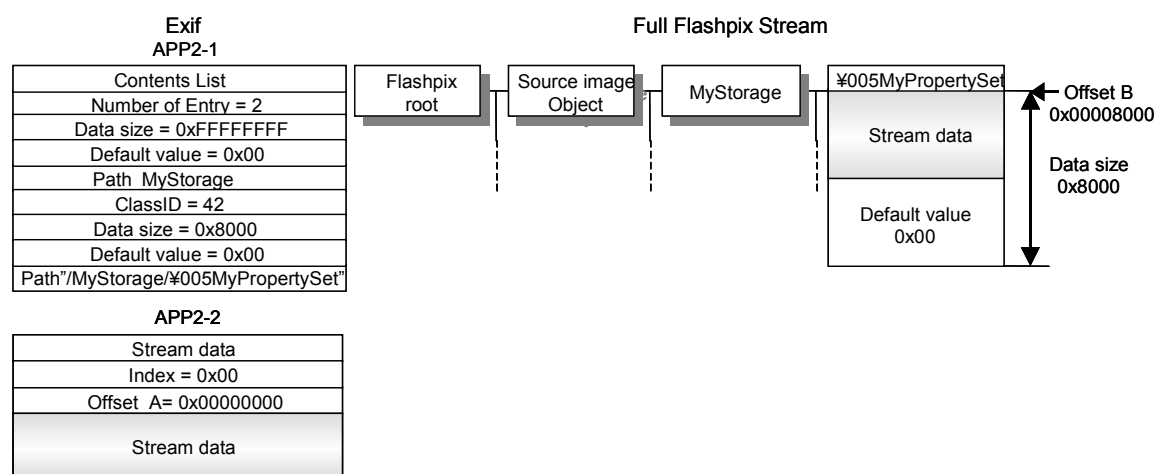 Exif
APP2-1
Contents List
Number of Entry = 2
Data size = 0xFFFFFFFF
Default value = 0x00
Path MyStorage
ClassID = 42
Data size = 0x8000
Default value = 0x00
Path”/MyStorage/¥005MyPropertySet”
APP2-2
Stream data
Index = 0x00
Offset A= 0x00000000
Stream data
Full Flashpix Stream
Flashpix
root
Source image
Object
MyStorage
¥005MyPropertySet
Stream data
Default value
0x00
Offset B
0x00008000
Data size
0x8000